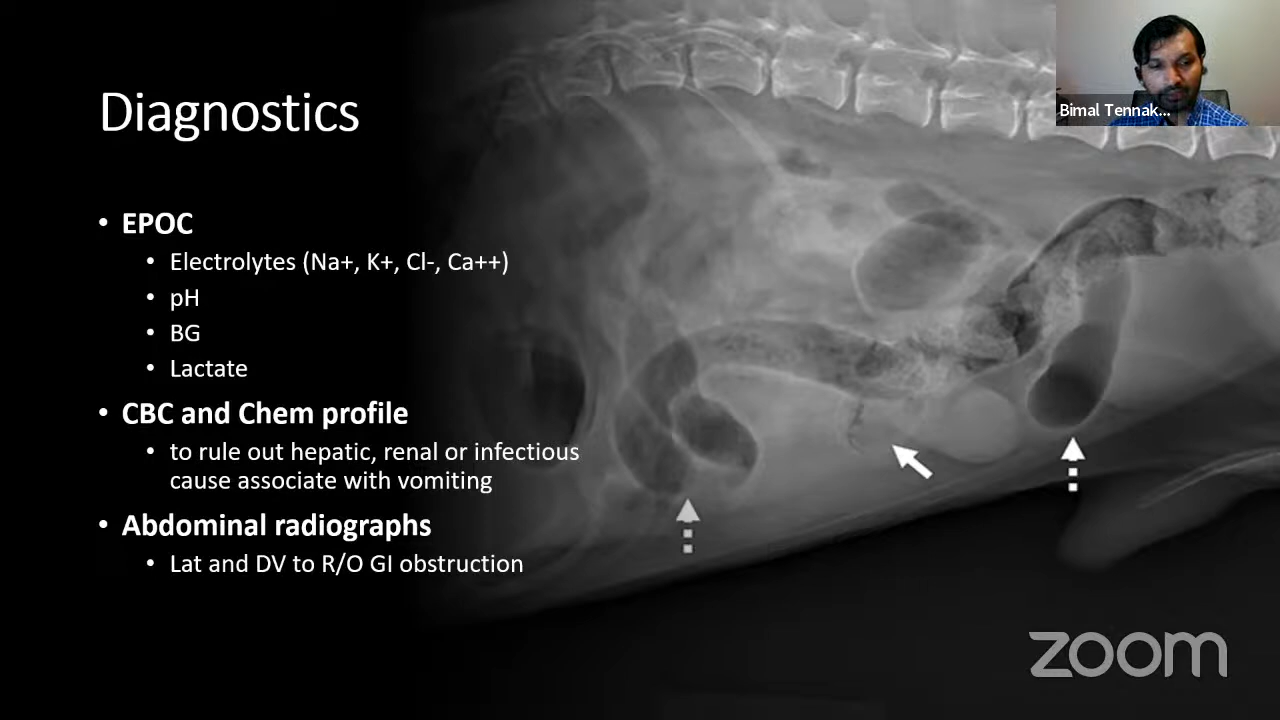 Diagnostics
• EPOC
• Electrolytes (Na+, K+, Cl-, Ca++)
• pH
• BG
• Lactate
• CBC and Chem profile
• to rule out hepatic, renal or infectious
cause associate with vomiting
• Abdominal radiographs
• Lat and DV to R/O GI obstruction
Bimal Tennak...
zoom